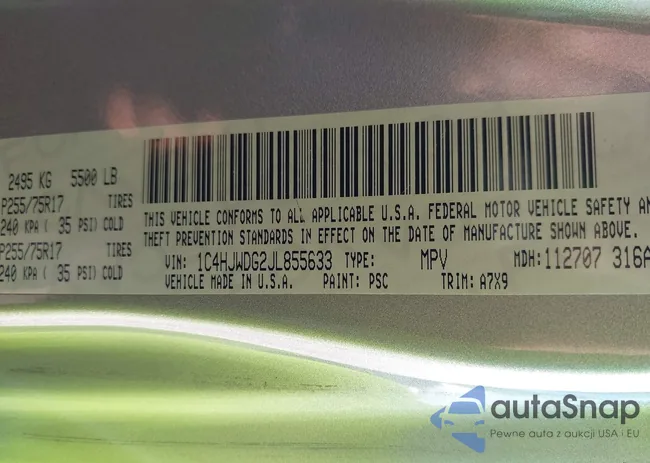 2495 KG 5500 LB
P255/75R17 TIRES
240 KPA ( 35 PSI) COLD
P255/75R17 TIRES
240 KPA ( 35 PSI) COLD
THIS VEHICLE CONFORMS TO ALL APPLICABLE U.S.A. FEDERAL MOTOR VEHICLE SAFETY AN
THEFT PREVENTION STANDARDS IN EFFECT ON THE DATE OF MANUFACTURE SHOWN ABOVE.
VIN: 1C4HJWDG2JL855633 TYPE: MPV MDH: 112707 316A
VEHICLE MADE IN U.S.A. PAINT: PSC TRIM: A7X9
autaSnap
Pewne auta z aukcji USA i EU